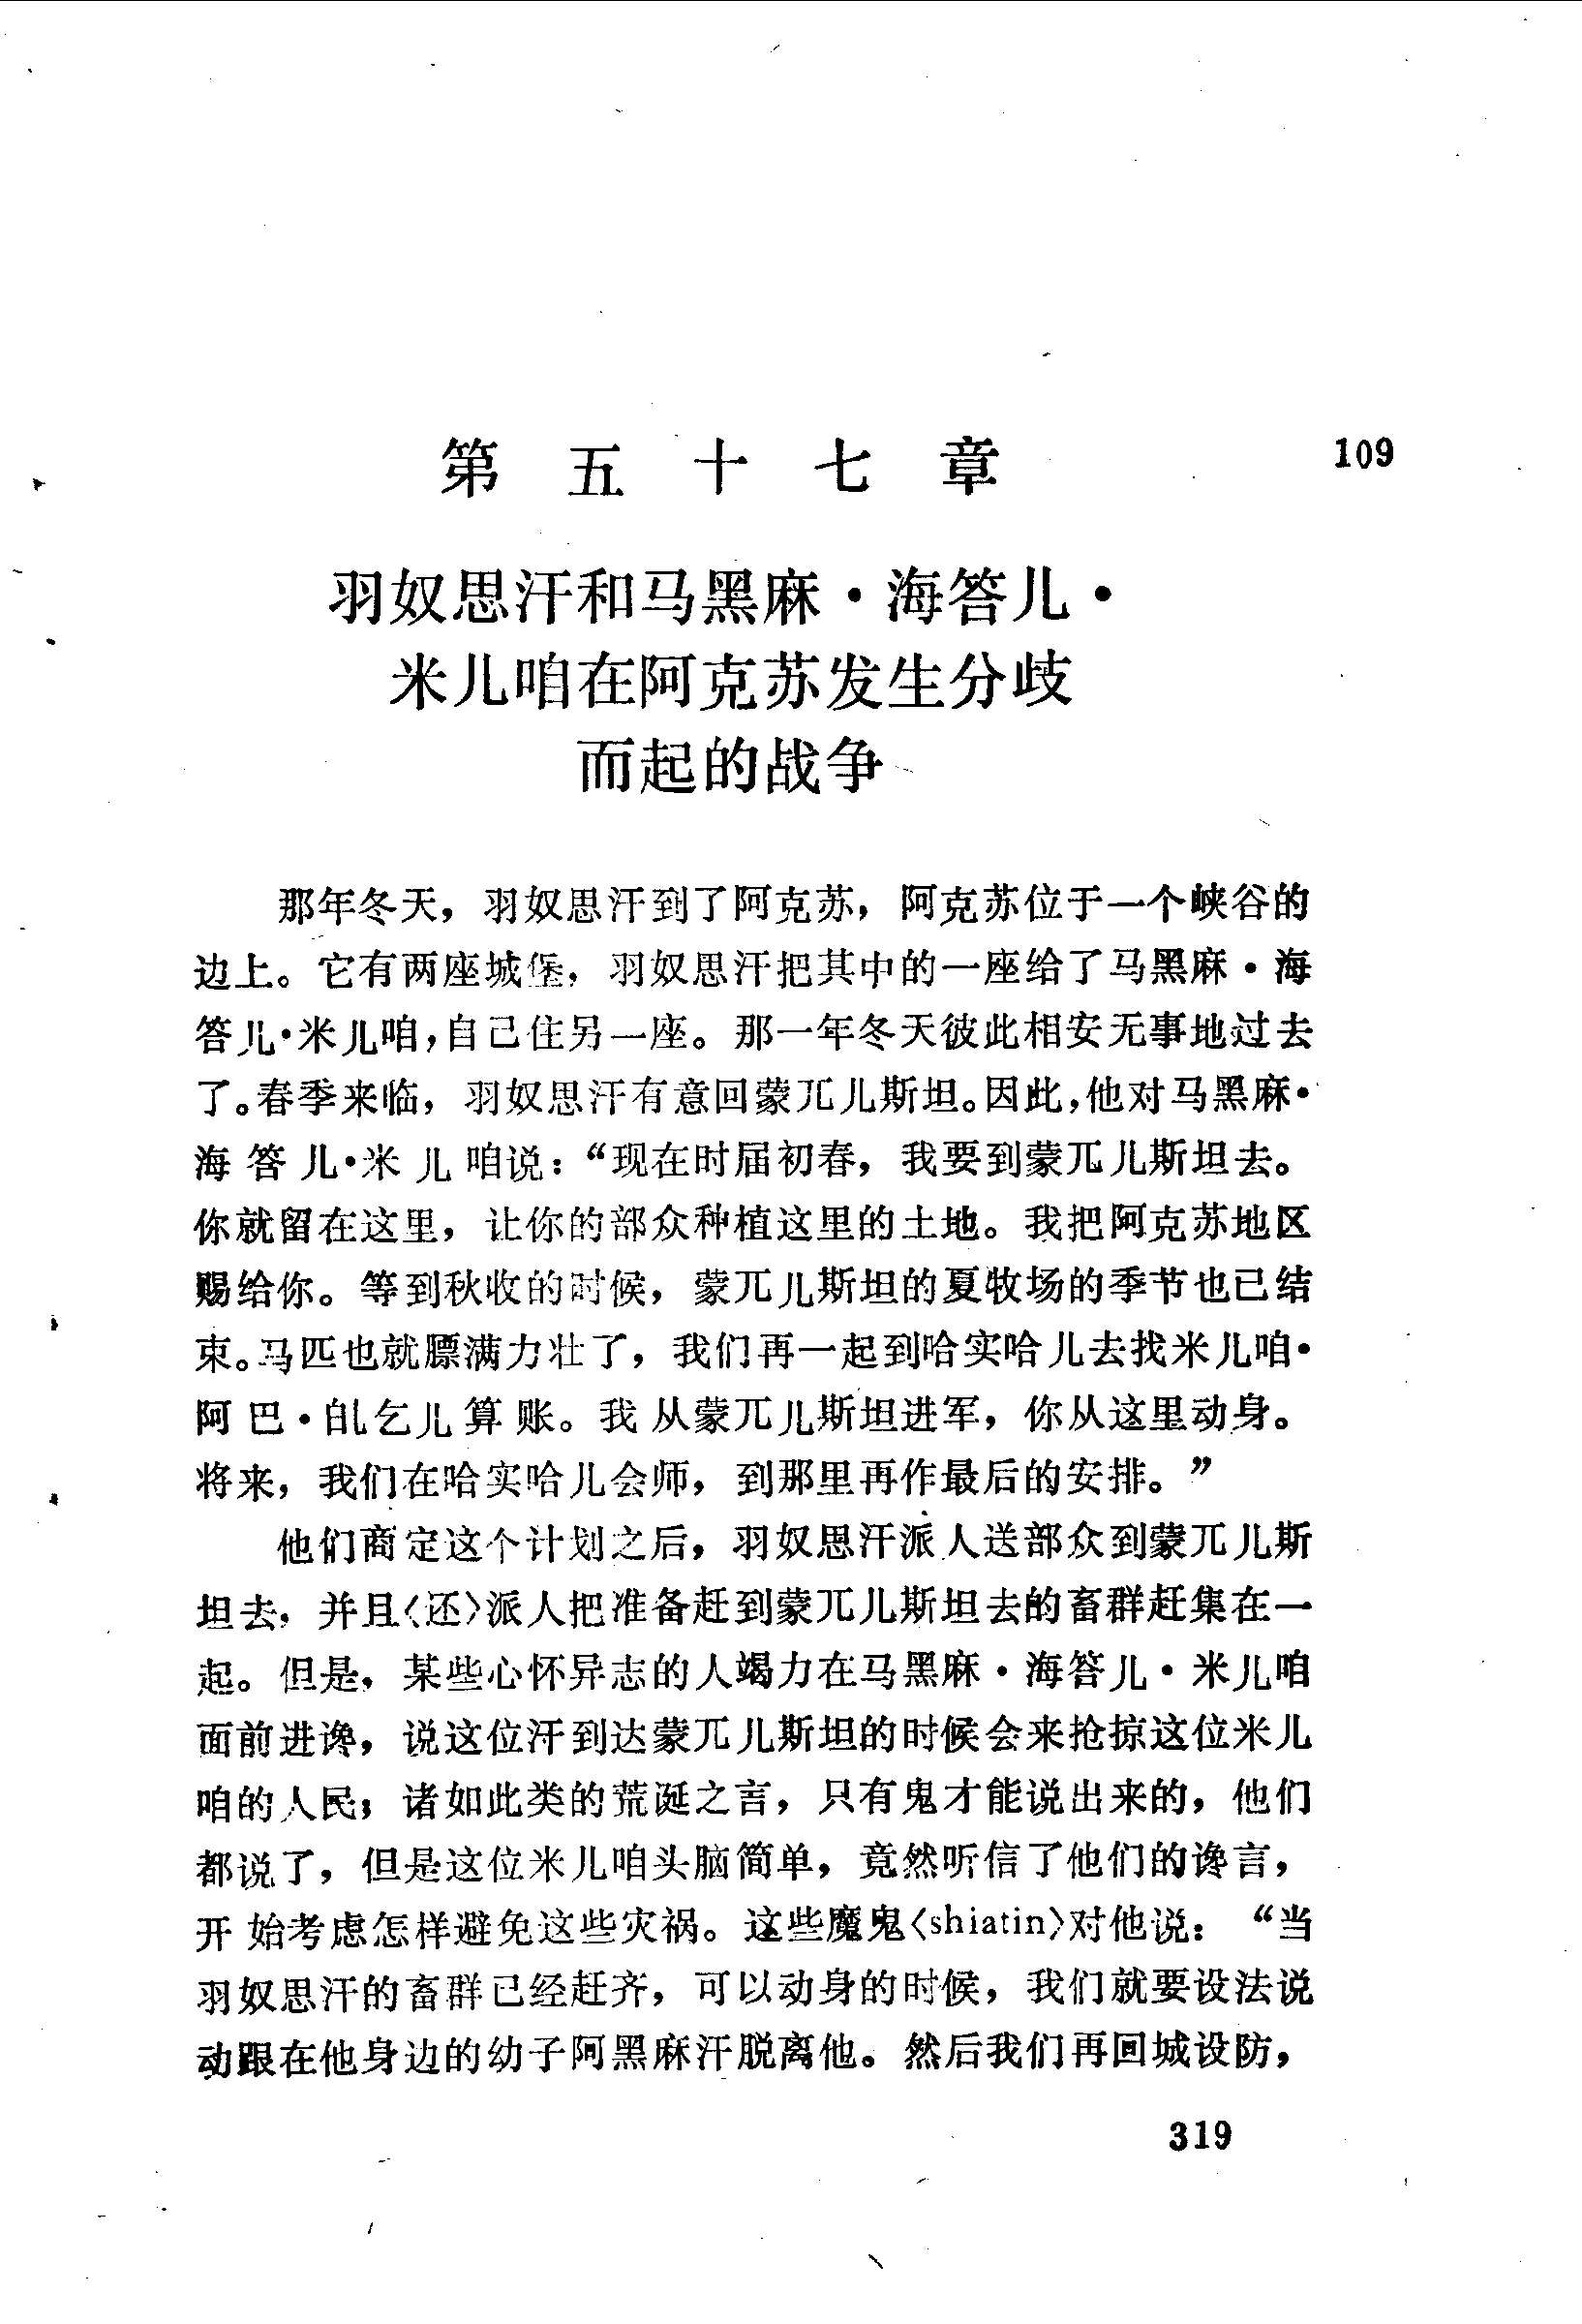 第五十七章
109
羽奴思汗和马黑麻·海答儿·
米儿咱在阿克苏发生分歧
而起的战争
那年冬天，羽奴思汗到了阿克苏，阿克苏位于一个峡谷的
边上。它有两座城堡，羽奴思汗把其中的一座给了马黑麻·海
答儿·米儿咱，自己住另一座。那一年冬天彼此相安无事地过去
了。春季来临，羽奴思汗有意回蒙兀儿斯坦。因此，他对马黑麻·
海答儿·米儿咱说：“现在时届初春，我要到蒙兀儿斯坦去。
你就留在这里，让你的部众种植这里的土地。我把阿克苏地区
赐给你。等到秋收的时候，蒙兀儿斯坦的夏牧场的季节也已结
束。马匹也就膘满力壮了，我们再一起到哈实哈儿去找米儿咱·
阿巴·乩乞儿算账。我从蒙兀儿斯坦进军，你从这里动身。
将来，我们在哈实哈儿会师，到那里再作最后的安排。”
他们商定这个计划之后，羽奴思汗派人送部众到蒙兀儿斯
坦去，并且〈还〉派人把准备赶到蒙兀儿斯坦去的畜群赶集在一
起。但是，某些心怀异志的人竭力在马黑麻·海答儿·米儿咱
面前进谗，说这位汗到达蒙兀儿斯坦的时候会来抢掠这位米儿
咱的人民；诸如此类的荒诞之言，只有鬼才能说出来的，他们
都说了，但是这位米儿咱头脑简单，竟然听信了他们的谗言，
开始考虑怎样避免这些灾祸。这些魔鬼〈shiatin〉对他说：“当
羽奴思汗的畜群已经赶齐，可以动身的时候，我们就要设法说
动跟在他身边的幼子阿黑麻汗脱离他。然后我们再回城设防，
319